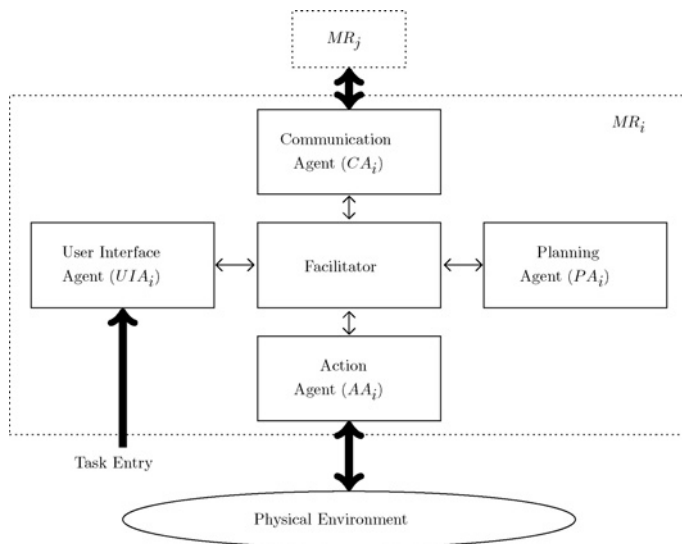 MR_j
MR_i
Communication
Agent (CA_i)
User Interface
Agent (UIA_i)
Facilitator
Planning
Agent (PA_i)
Action
Agent (AA_i)
Task Entry
Physical Environment